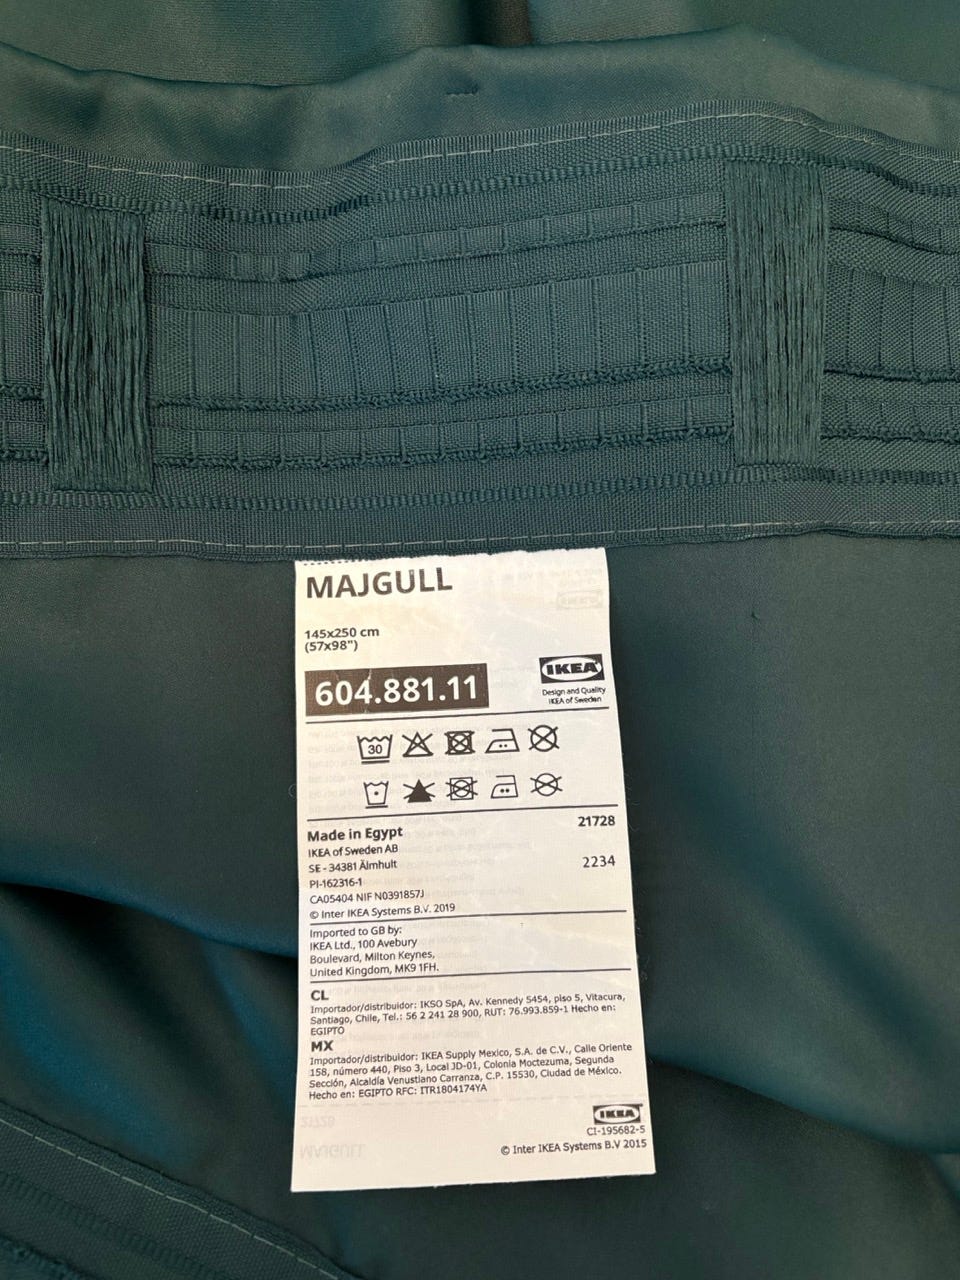 MAJGULL
145x250 cm
(57x98")
604.881.11
IKEA
Design and Quality
IKEA of Sweden
30
Made in Egypt
21728
IKEA of Sweden AB
SE - 34381 Älmhult
2234
PI-162316-1
CA05404 NIF N0391857J
© Inter IKEA Systems B.V. 2019
Imported to GB by:
IKEA Ltd., 100 Avebury
Boulevard, Milton Keynes,
United Kingdom, MK9 1FH.
CL
Importador/distribuidor: IKSO SpA, Av. Kennedy 5454, piso 5, Vitacura,
Santiago, Chile, Tel.: 56 2 241 28 900, RUT: 76.993.859-1 Hecho en:
EGIPTO
MX
Importador/distribuidor: IKEA Supply Mexico, S.A. de C.V., Calle Oriente
158, número 440, Piso 3, Local JD-01, Colonia Moctezuma, Segunda
Sección, Alcaldía Venustiano Carranza, C.P. 15530, Ciudad de México.
Hecho en: EGIPTO RFC: ITR1804174YA
IKEA
CI-195682-5
© Inter IKEA Systems B.V 2015